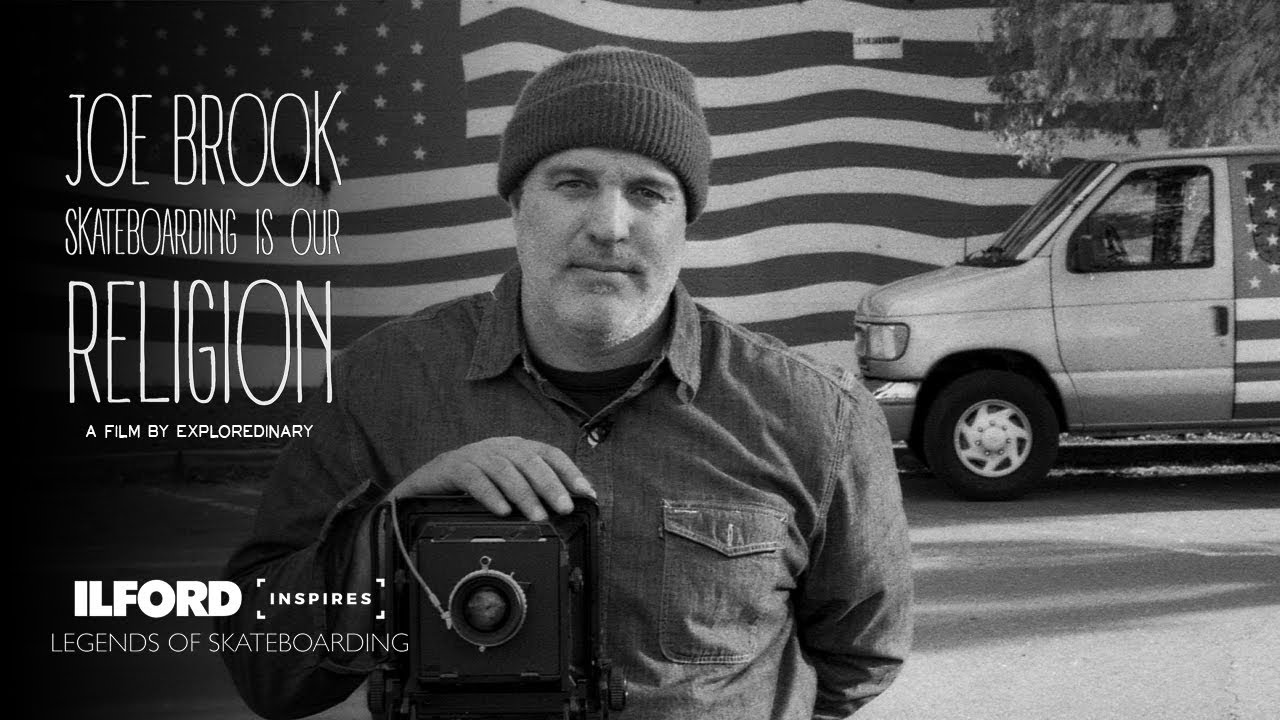 JOE BROOK
SKATEBOARDING IS OUR
RELIGION
A FILM BY EXPLOREDINARY
ILFORD [INSPIRES]
LEGENDS OF SKATEBOARDING